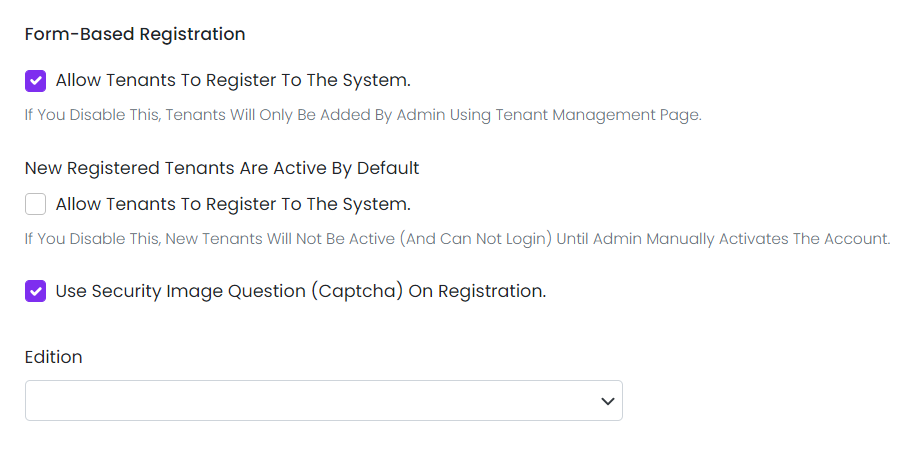 Form-Based Registration
Allow Tenants To Register To The System.
If You Disable This, Tenants Will Only Be Added By Admin Using Tenant Management Page.
New Registered Tenants Are Active By Default
Allow Tenants To Register To The System.
If You Disable This, New Tenants Will Not Be Active (And Can Not Login) Until Admin Manually Activates The Account.
Use Security Image Question (Captcha) On Registration.
Edition